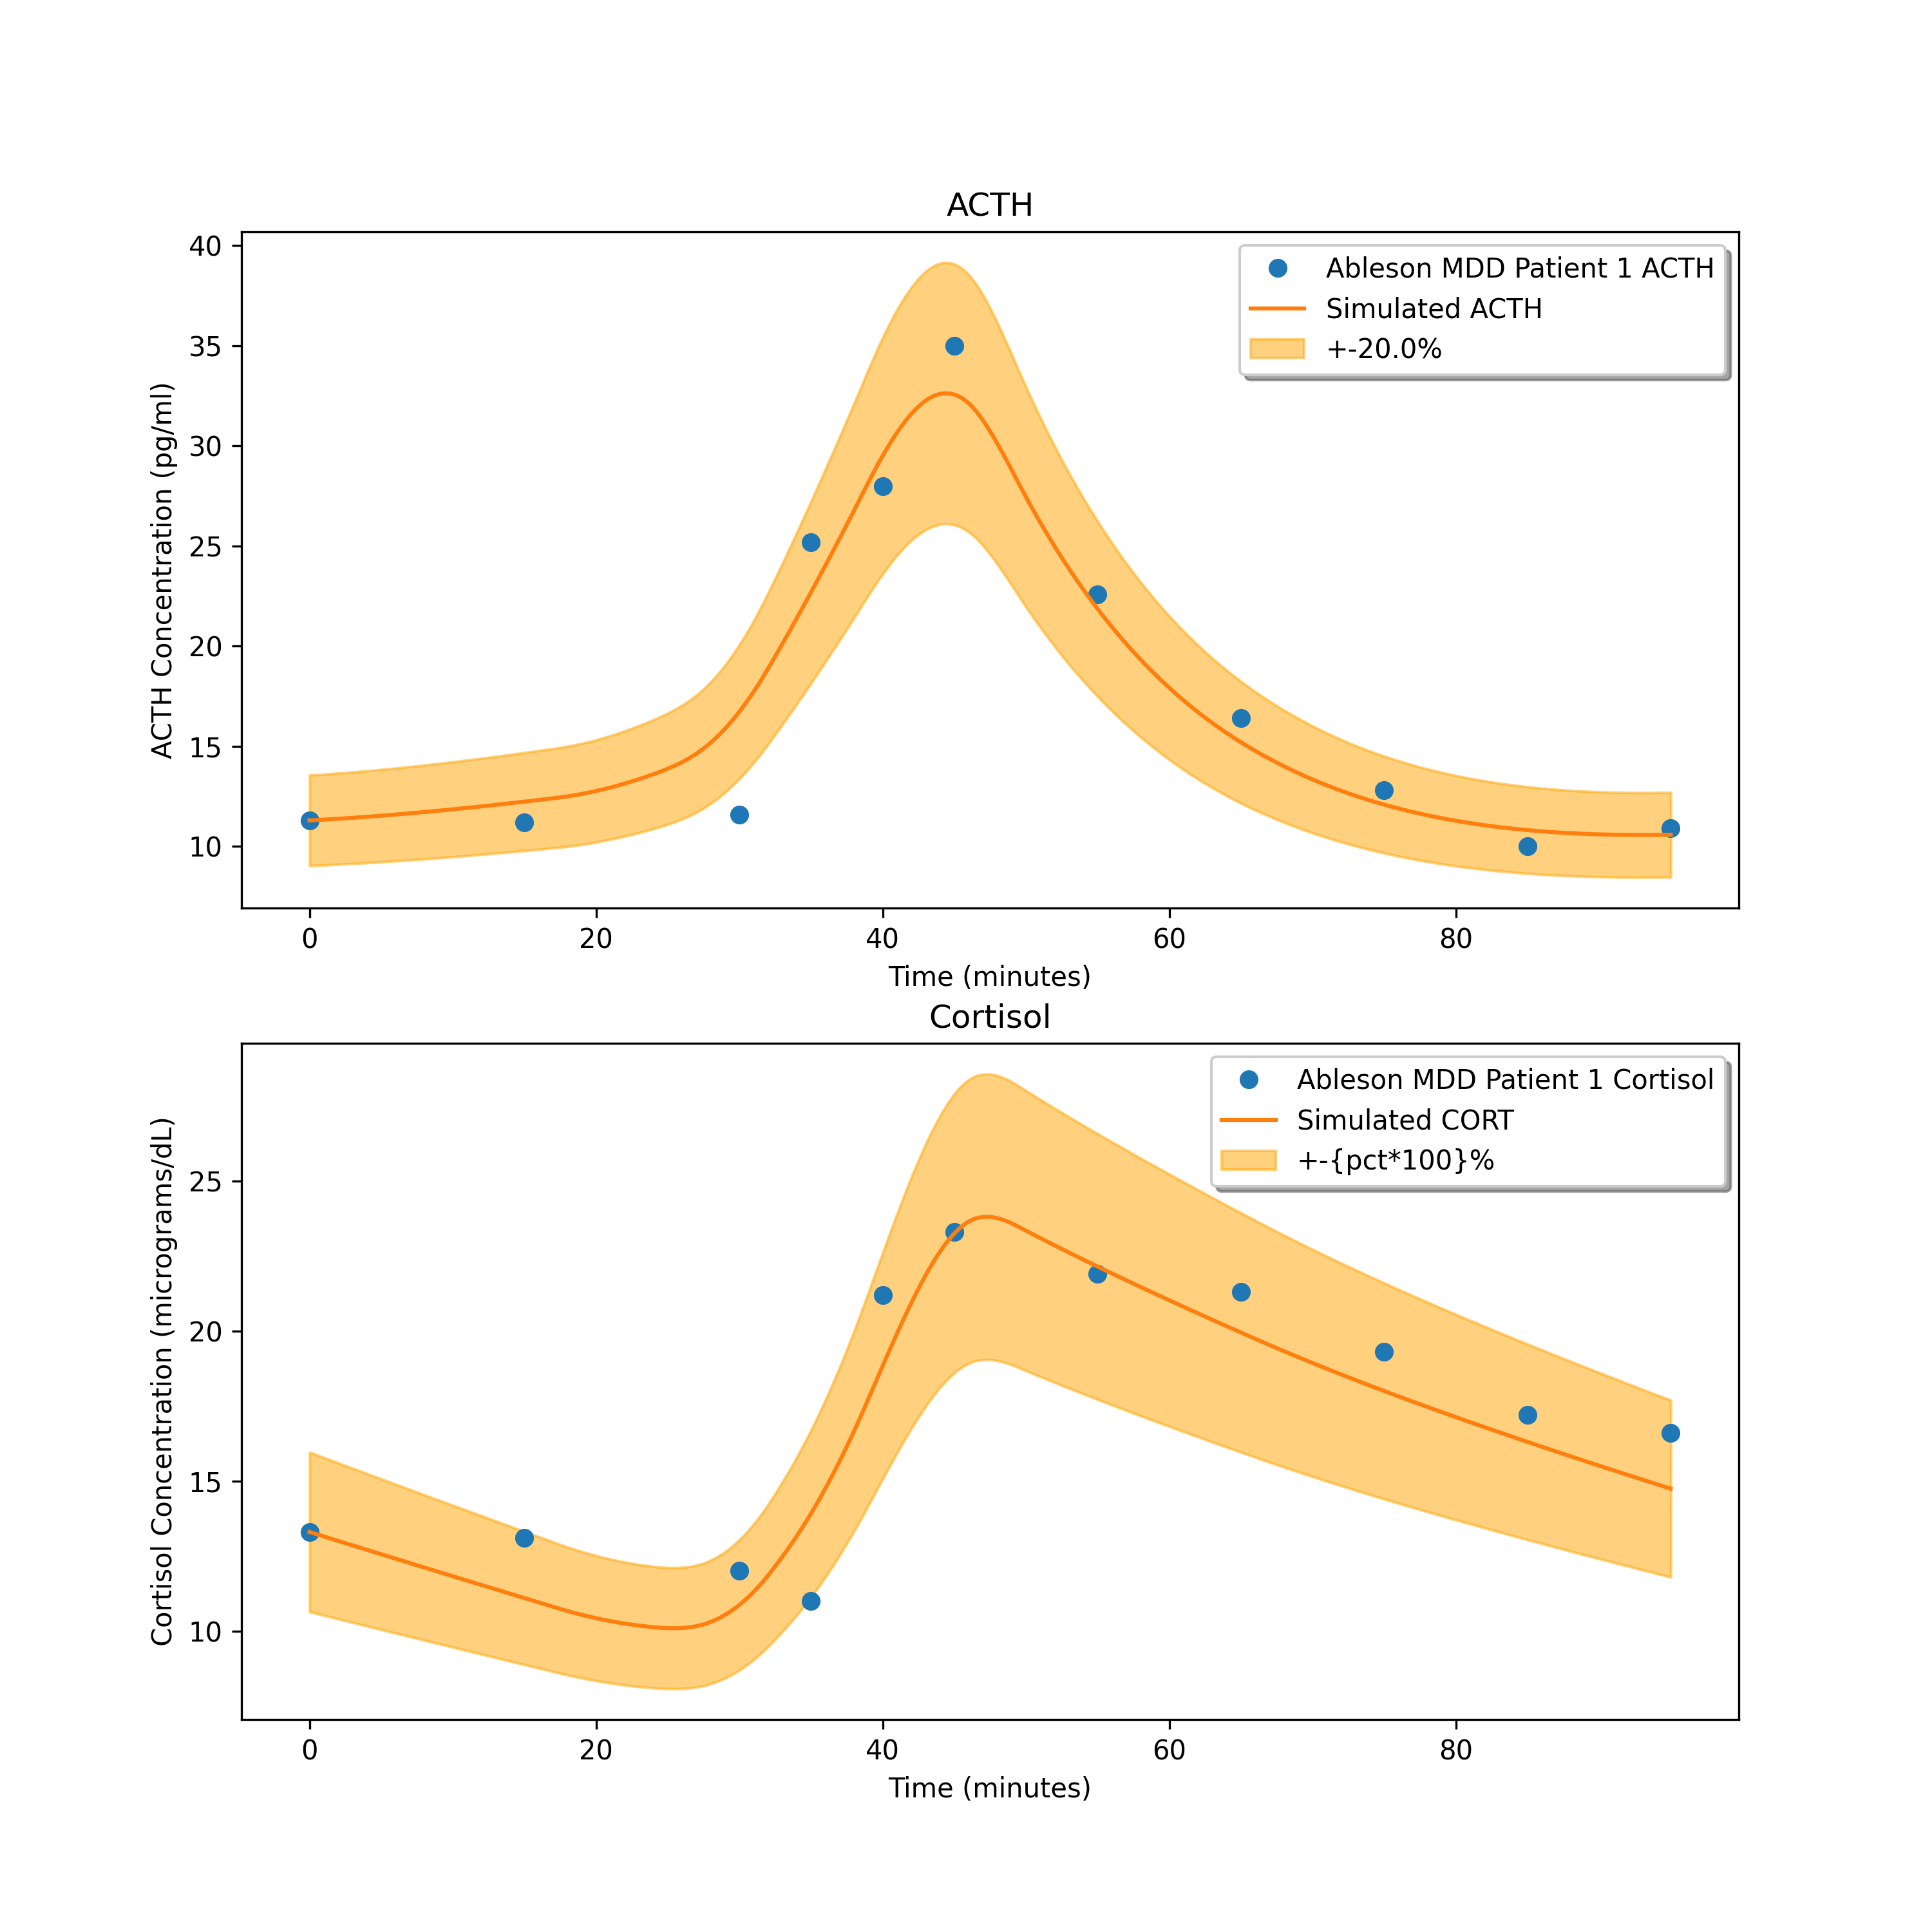 ACTH
40
35
30
25
20
15
10
ACTH Concentration (pg/ml)
Ableson MDD Patient 1 ACTH
Simulated ACTH
+-20.0%
0 20 40 60 80
Time (minutes)
Cortisol
25
20
15
10
Cortisol Concentration (micrograms/dL)
Ableson MDD Patient 1 Cortisol
Simulated CORT
+-{pct*100}%
0 20 40 60 80
Time (minutes)